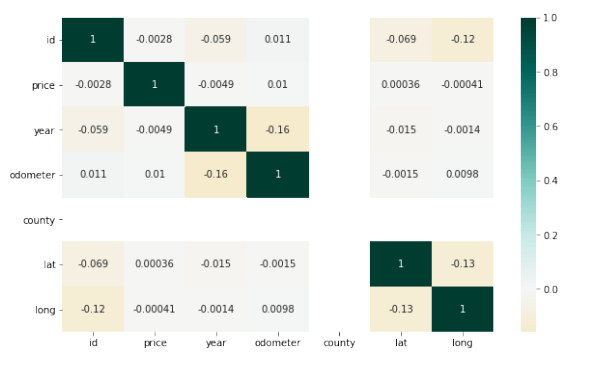 id 1 -0.0028 -0.059 0.011 -0.069 -0.12
price -0.0028 1 -0.0049 0.01 0.00036 -0.00041
year -0.059 -0.0049 1 -0.16 -0.015 -0.0014
odometer 0.011 0.01 -0.16 1 -0.0015 0.0098
county
lat -0.069 0.00036 -0.015 -0.0015 1 -0.13
long -0.12 -0.00041 -0.0014 0.0098 -0.13 1
id price year odometer county lat long
1.0
0.8
0.6
0.4
0.2
0.0